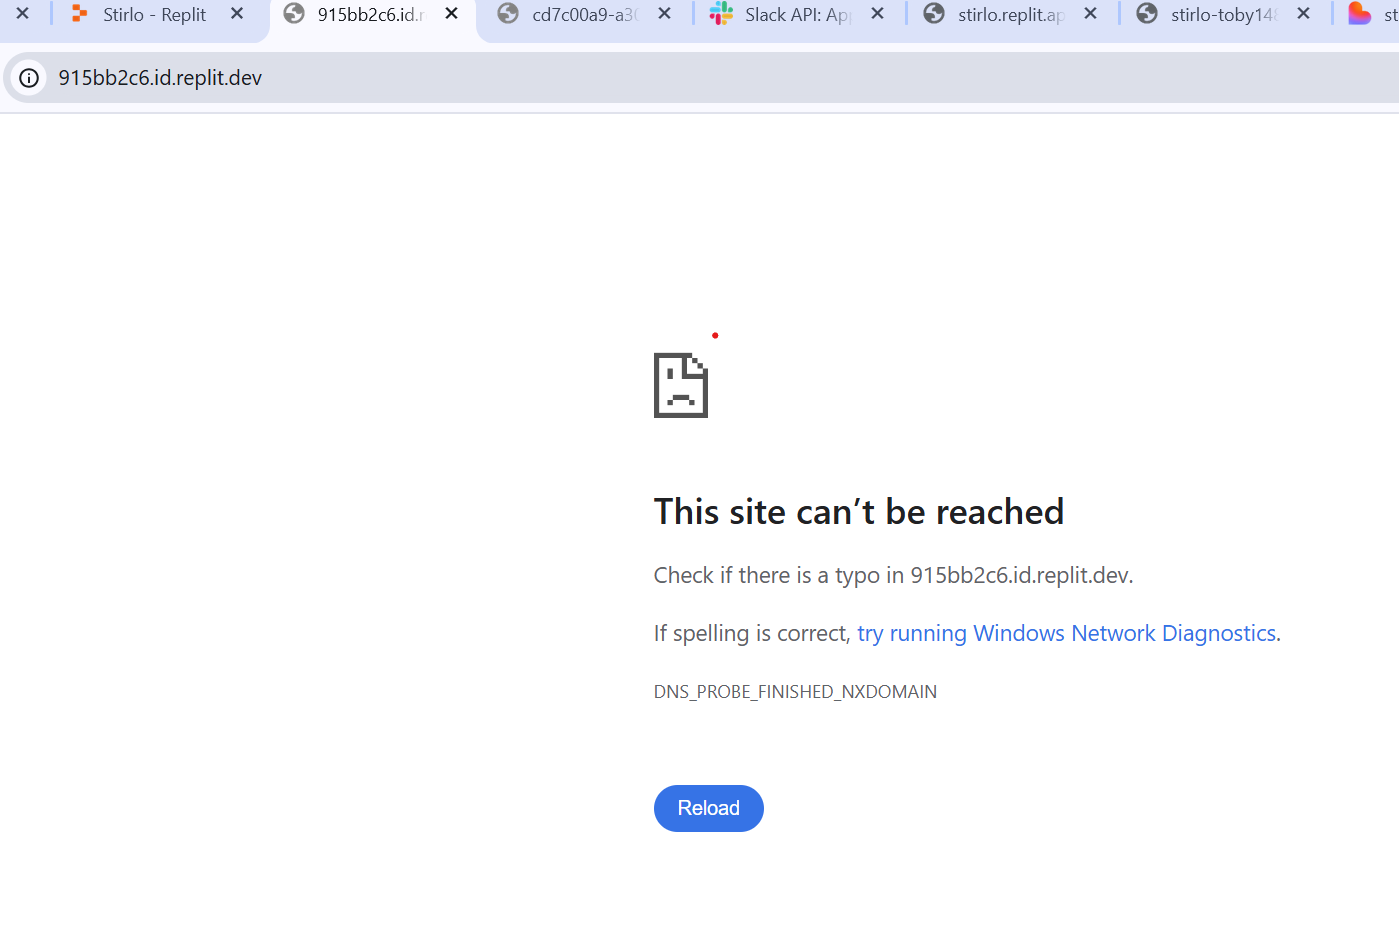 Stirlo - Replit
915bb2c6.id.r
cd7c00a9-a30
Slack API: Ap
stirlo.replit.ap
stirlo-toby148
st
915bb2c6.id.replit.dev
This site can’t be reached
Check if there is a typo in 915bb2c6.id.replit.dev.
If spelling is correct, try running Windows Network Diagnostics.
DNS_PROBE_FINISHED_NXDOMAIN
Reload